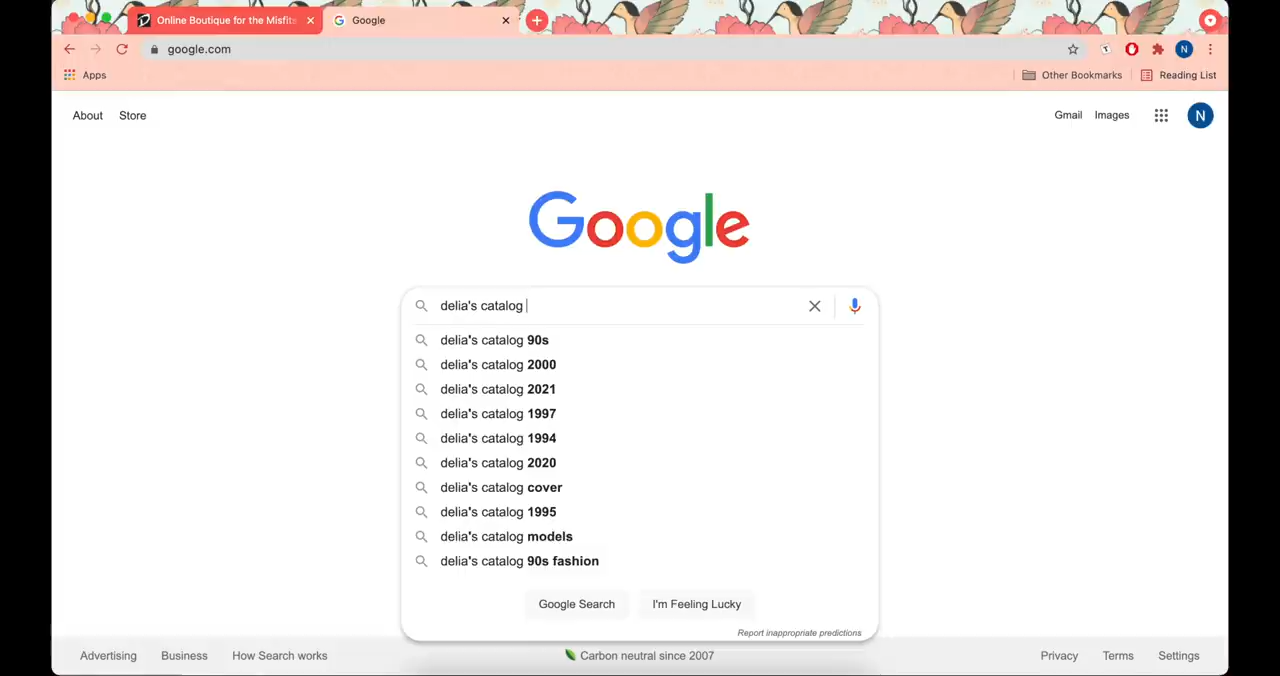 Online Boutique for the Misfits
Google
google.com
Apps
Other Bookmarks
Reading List
N
About
Store
Gmail
Images
N
Google
delia's catalog
delia's catalog 90s
delia's catalog 2000
delia's catalog 2021
delia's catalog 1997
delia's catalog 1994
delia's catalog 2020
delia's catalog cover
delia's catalog 1995
delia's catalog models
delia's catalog 90s fashion
Google Search
I'm Feeling Lucky
Report inappropriate predictions
Advertising
Business
How Search works
Carbon neutral since 2007
Privacy
Terms
Settings